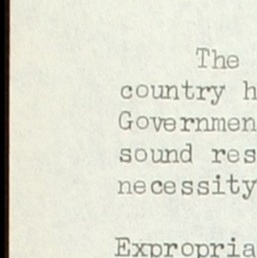 The
country h
Governmen
sound res
necessity
Expropria